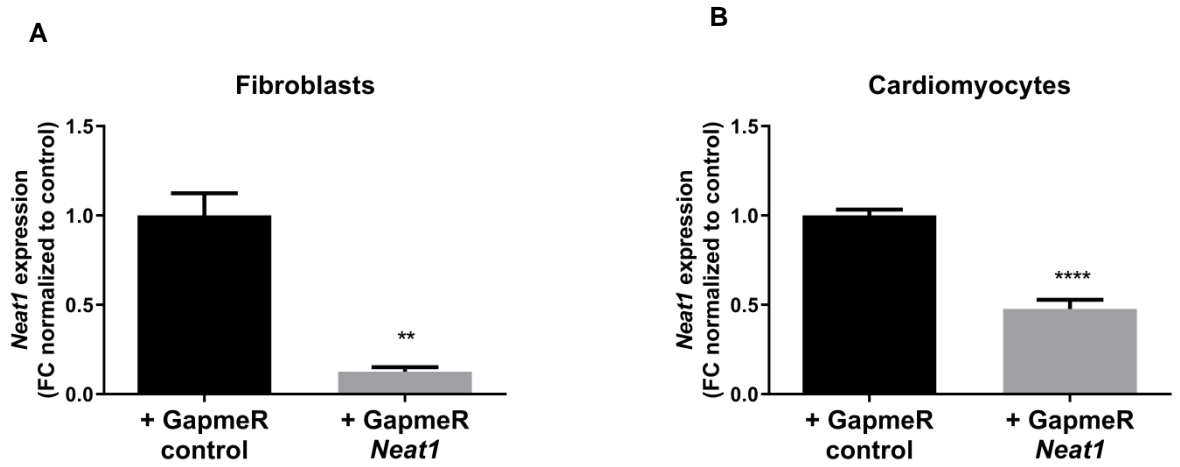 A
Fibroblasts
Neat1 expression
(FC normalized to control)
1.5
1.0
0.5
0.0
**
+ GapmeR
control
+ GapmeR
Neat1
B
Cardiomyocytes
Neat1 expression
(FC normalized to control)
1.5
1.0
0.5
0.0
****
+ GapmeR
control
+ GapmeR
Neat1